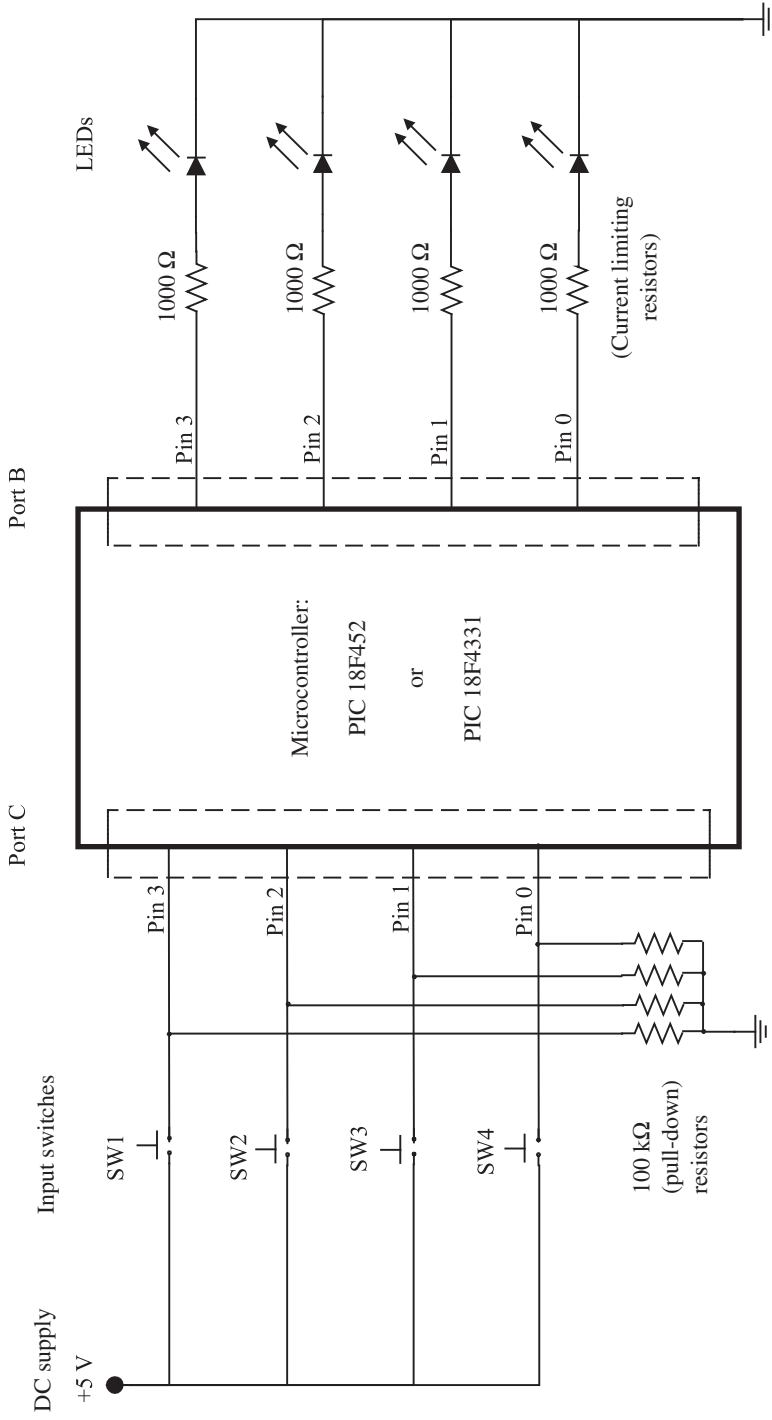 DC supply
+5 V
Input switches
SW1
SW2
SW3
SW4
100 kΩ
(pull-down)
resistors
Port C
Pin 3
Pin 2
Pin 1
Pin 0
Microcontroller:
PIC 18F452
or
PIC 18F4331
Port B
Pin 3
Pin 2
Pin 1
Pin 0
1000 Ω
1000 Ω
1000 Ω
1000 Ω
(Current limiting
resistors)
LEDs